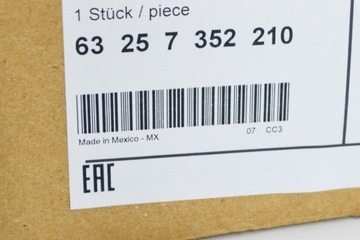 1 Stück / piece
63 25 7 352 210
Made in Mexico - MX 07 CC3
EAC